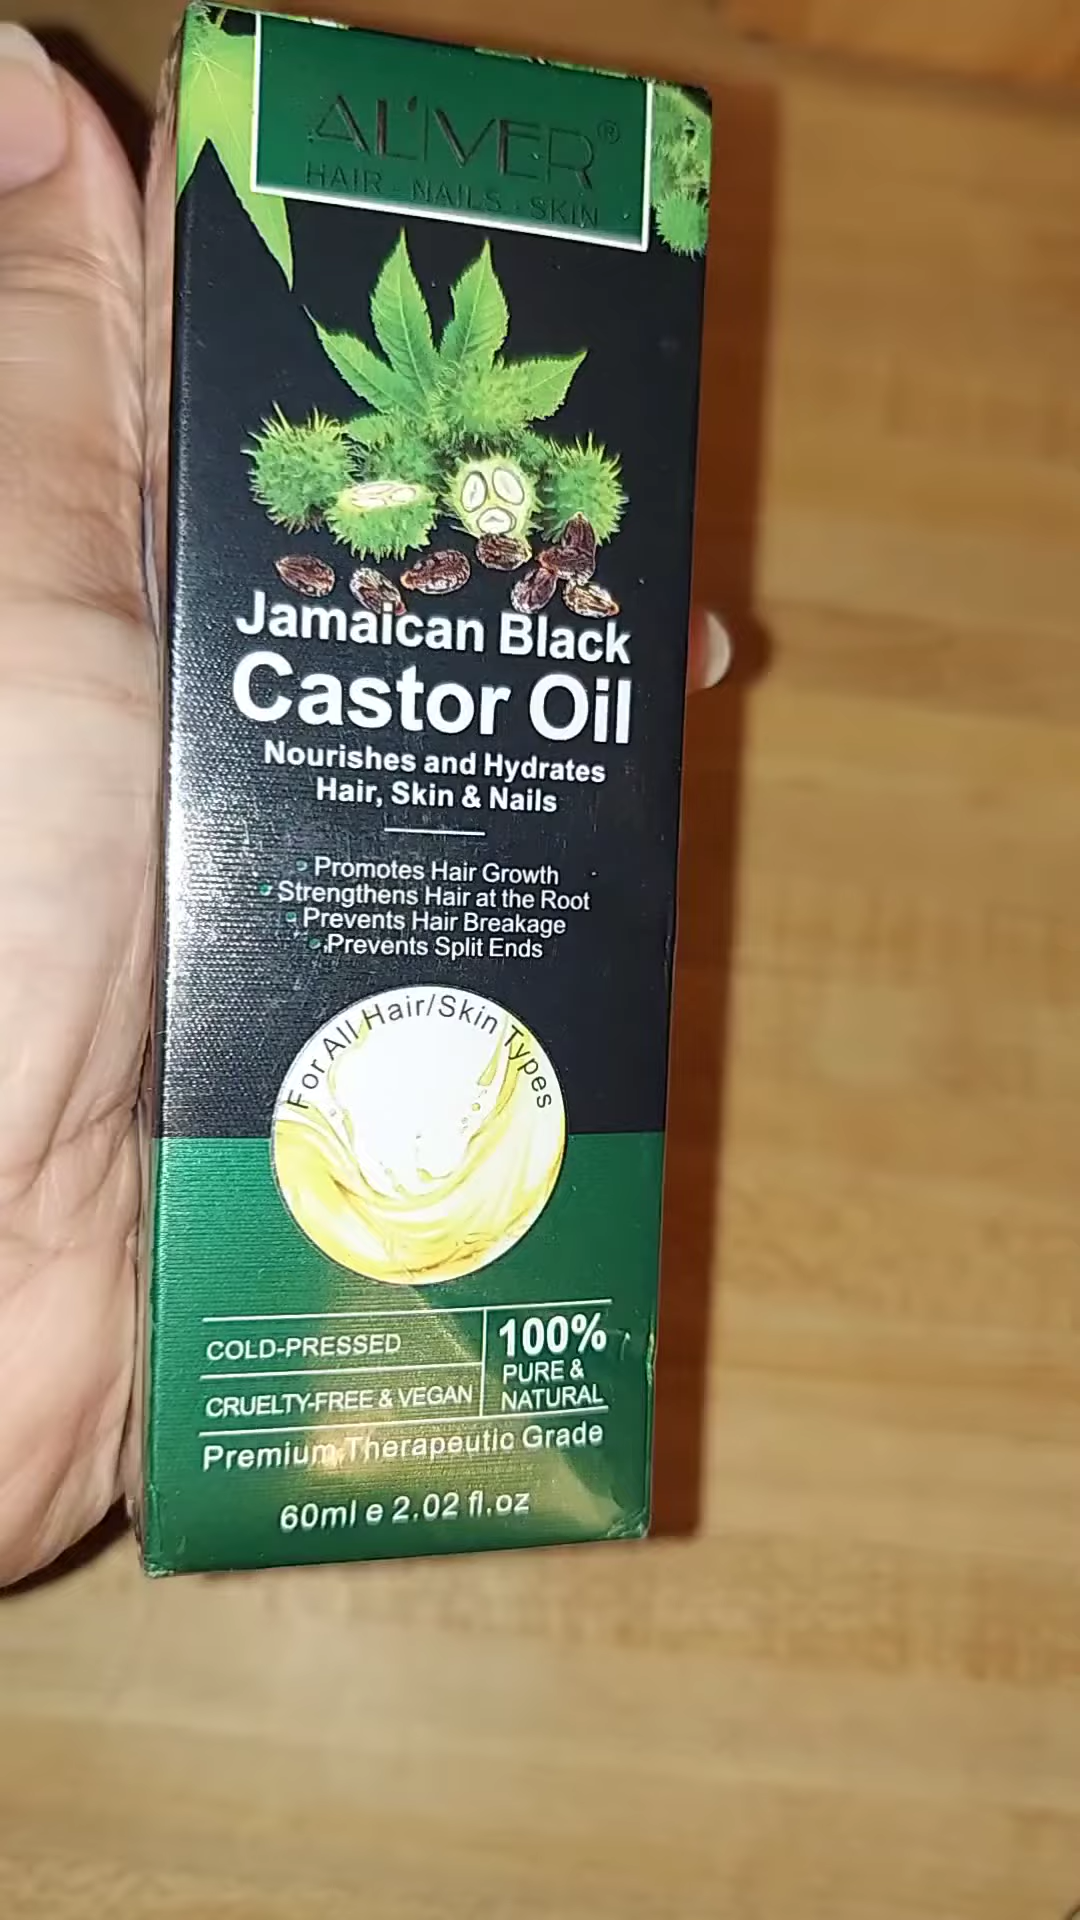 ALIVER®
HAIR - NAILS - SKIN
Jamaican Black
Castor Oil
Nourishes and Hydrates
Hair, Skin & Nails
Promotes Hair Growth
Strengthens Hair at the Root
Prevents Hair Breakage
Prevents Split Ends
For All Hair/Skin Types
COLD-PRESSED
CRUELTY-FREE & VEGAN
100%
PURE &
NATURAL
Premium Therapeutic Grade
60ml e 2.02 fl.oz